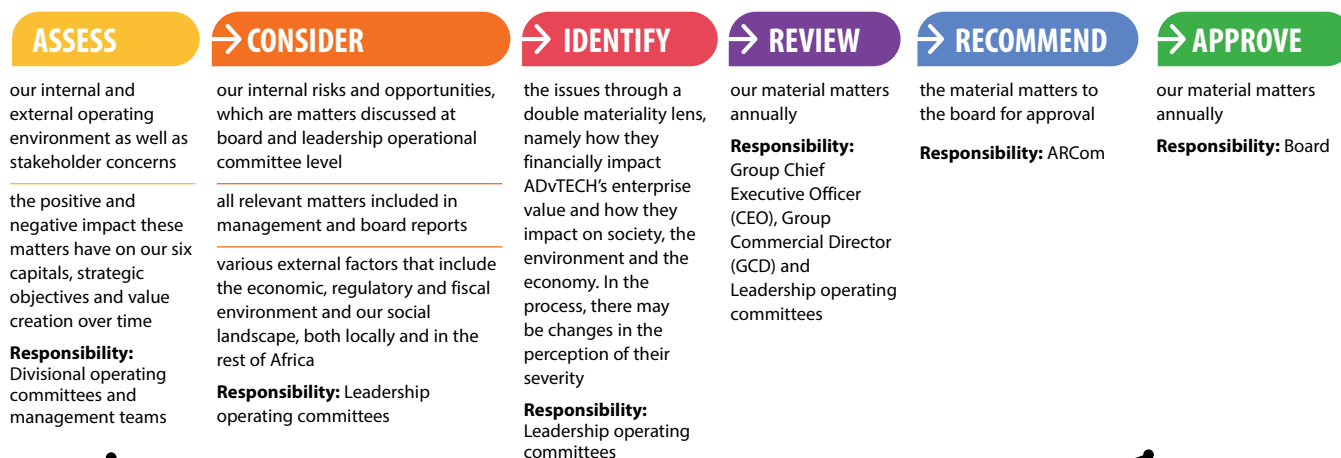 ASSESS
our internal and
external operating
environment as well as
stakeholder concerns
the positive and
negative impact these
matters have on our six
capitals, strategic
objectives and value
creation over time
Responsibility:
Divisional operating
committees and
management teams
CONSIDER
our internal risks and opportunities,
which are matters discussed at
board and leadership operational
committee level
all relevant matters included in
management and board reports
various external factors that include
the economic, regulatory and fiscal
environment and our social
landscape, both locally and in the
rest of Africa
Responsibility: Leadership
operating committees
IDENTIFY
the issues through a
double materiality lens,
namely how they
financially impact
ADvTECH's enterprise
value and how they
impact on society, the
environment and the
economy. In the
process, there may
be changes in the
perception of their
severity
Responsibility:
Leadership operating
committees
REVIEW
our material matters
annually
Responsibility:
Group Chief
Executive Officer
(CEO), Group
Commercial Director
(GCD) and
Leadership operating
committees
RECOMMEND
the material matters to
the board for approval
Responsibility: ARCom
APPROVE
our material matters
annually
Responsibility: Board